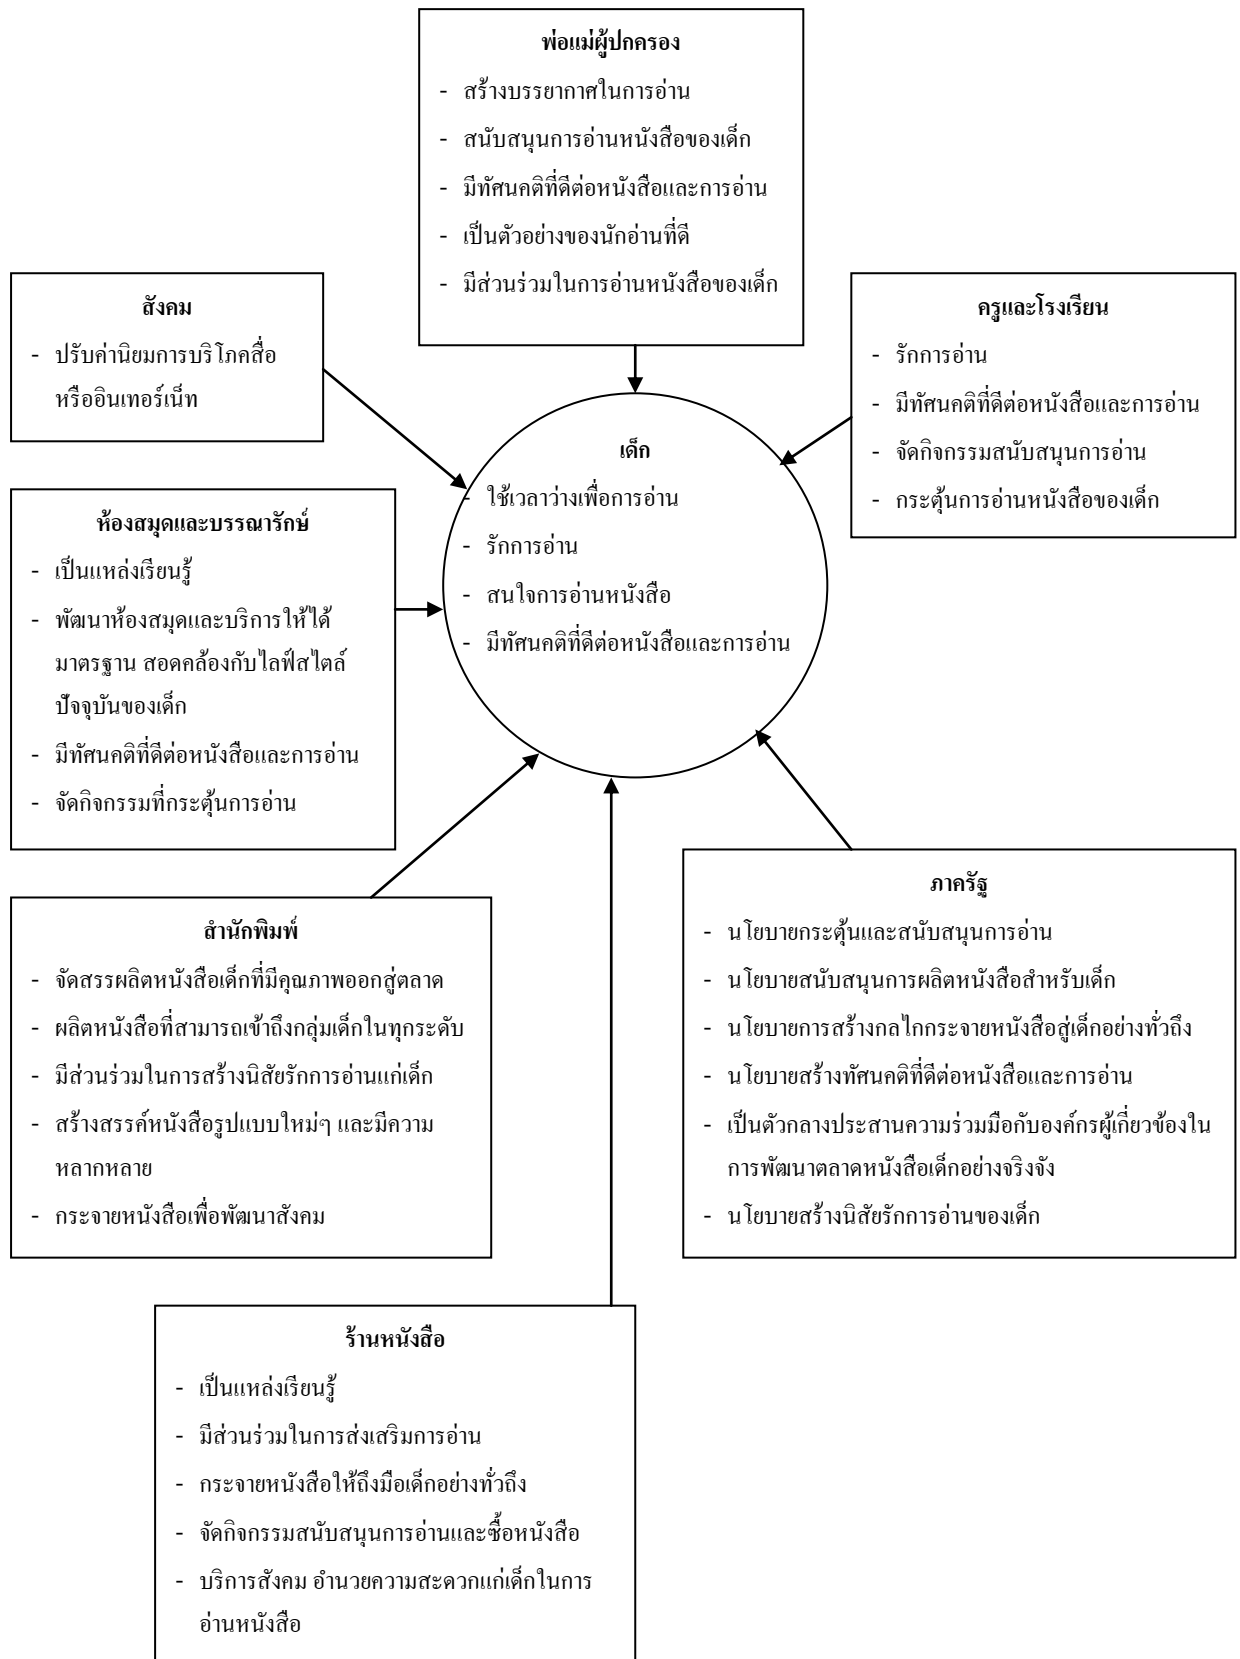 พ่อแม่ผู้ปกครอง
- สร้างบรรยากาศในการอ่าน
- สนับสนุนการอ่านหนังสือของเด็ก
- มีทัศนคติที่ดีต่อหนังสือและการอ่าน
- เป็นตัวอย่างของนักอ่านที่ดี
- มีส่วนร่วมในการอ่านหนังสือของเด็ก
สังคม
- ปรับค่านิยมการบริโภคสื่อ
หรืออินเทอร์เน็ท
ครูและโรงเรียน
- รักการอ่าน
- มีทัศนคติที่ดีต่อหนังสือและการอ่าน
- จัดกิจกรรมสนับสนุนการอ่าน
- กระตุ้นการอ่านหนังสือของเด็ก
เด็ก
- ใช้เวลาว่างเพื่อการอ่าน
- รักการอ่าน
- สนใจการอ่านหนังสือ
- มีทัศนคติที่ดีต่อหนังสือและการอ่าน
ห้องสมุดและบรรณารักษ์
- เป็นแหล่งเรียนรู้
- พัฒนาห้องสมุดและบริการให้ได้
มาตรฐาน สอดคล้องกับไลฟ์สไตล์
ปัจจุบันของเด็ก
- มีทัศนคติที่ดีต่อหนังสือและการอ่าน
- จัดกิจกรรมที่กระตุ้นการอ่าน
สำนักพิมพ์
- จัดสรรผลิตหนังสือเด็กที่มีคุณภาพออกสู่ตลาด
- ผลิตหนังสือที่สามารถเข้าถึงกลุ่มเด็กในทุกระดับ
- มีส่วนร่วมในการสร้างนิสัยรักการอ่านแก่เด็ก
- สร้างสรรค์หนังสือรูปแบบใหม่ๆ และมีความ
หลากหลาย
- กระจายหนังสือเพื่อพัฒนาสังคม
ภาครัฐ
- นโยบายกระตุ้นและสนับสนุนการอ่าน
- นโยบายสนับสนุนการผลิตหนังสือสำหรับเด็ก
- นโยบายการสร้างกลไกกระจายหนังสือสู่เด็กอย่างทั่วถึง
- นโยบายสร้างทัศนคติที่ดีต่อหนังสือและการอ่าน
- เป็นตัวกลางประสานความร่วมมือกับองค์กรผู้เกี่ยวข้องใน
การพัฒนาตลาดหนังสือเด็กอย่างจริงจัง
- นโยบายสร้างนิสัยรักการอ่านของเด็ก
ร้านหนังสือ
- เป็นแหล่งเรียนรู้
- มีส่วนร่วมในการส่งเสริมการอ่าน
- กระจายหนังสือให้ถึงมือเด็กอย่างทั่วถึง
- จัดกิจกรรมสนับสนุนการอ่านและซื้อหนังสือ
- บริการสังคม อำนวยความสะดวกแก่เด็กในการ
อ่านหนังสือ